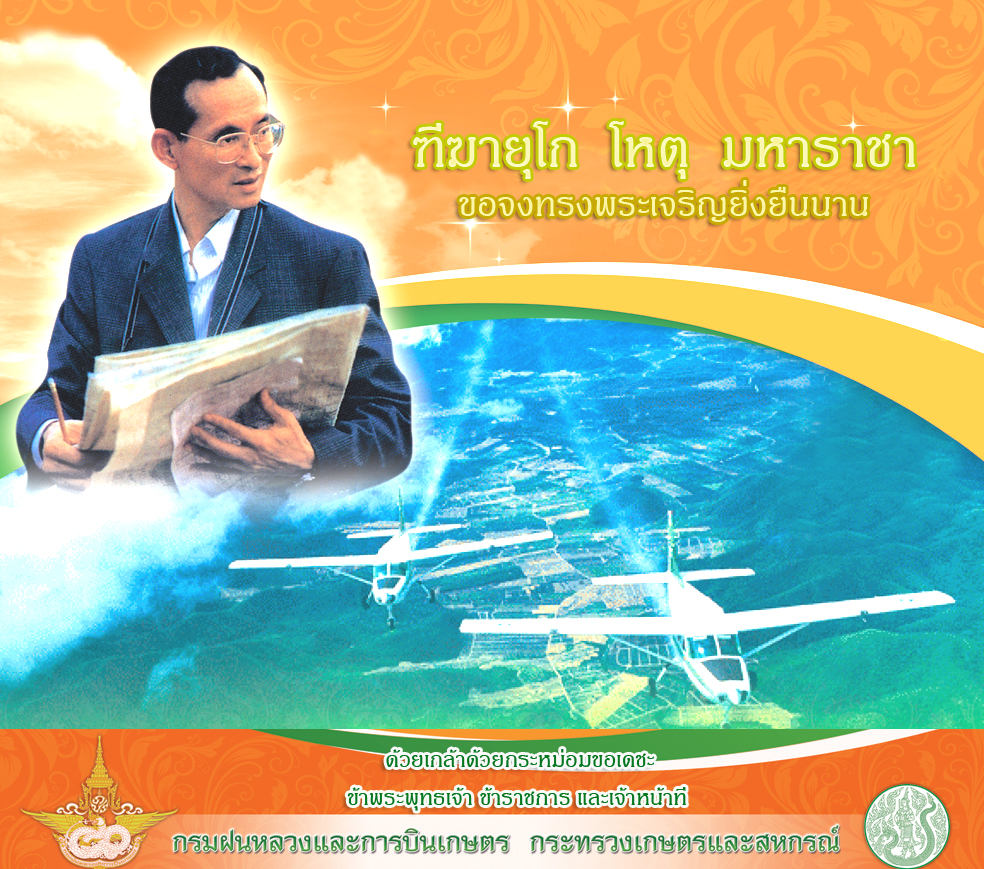 ฑีฆายุโก โหตุ มหาราชา
ขอจงทรงพระเจริญยิ่งยืนนาน
ด้วยเกล้าด้วยกระหม่อมขอเดชะ
ข้าพระพุทธเจ้า ข้าราชการ และเจ้าหน้าที่
กรมฝนหลวงและการบินเกษตร กระทรวงเกษตรและสหกรณ์